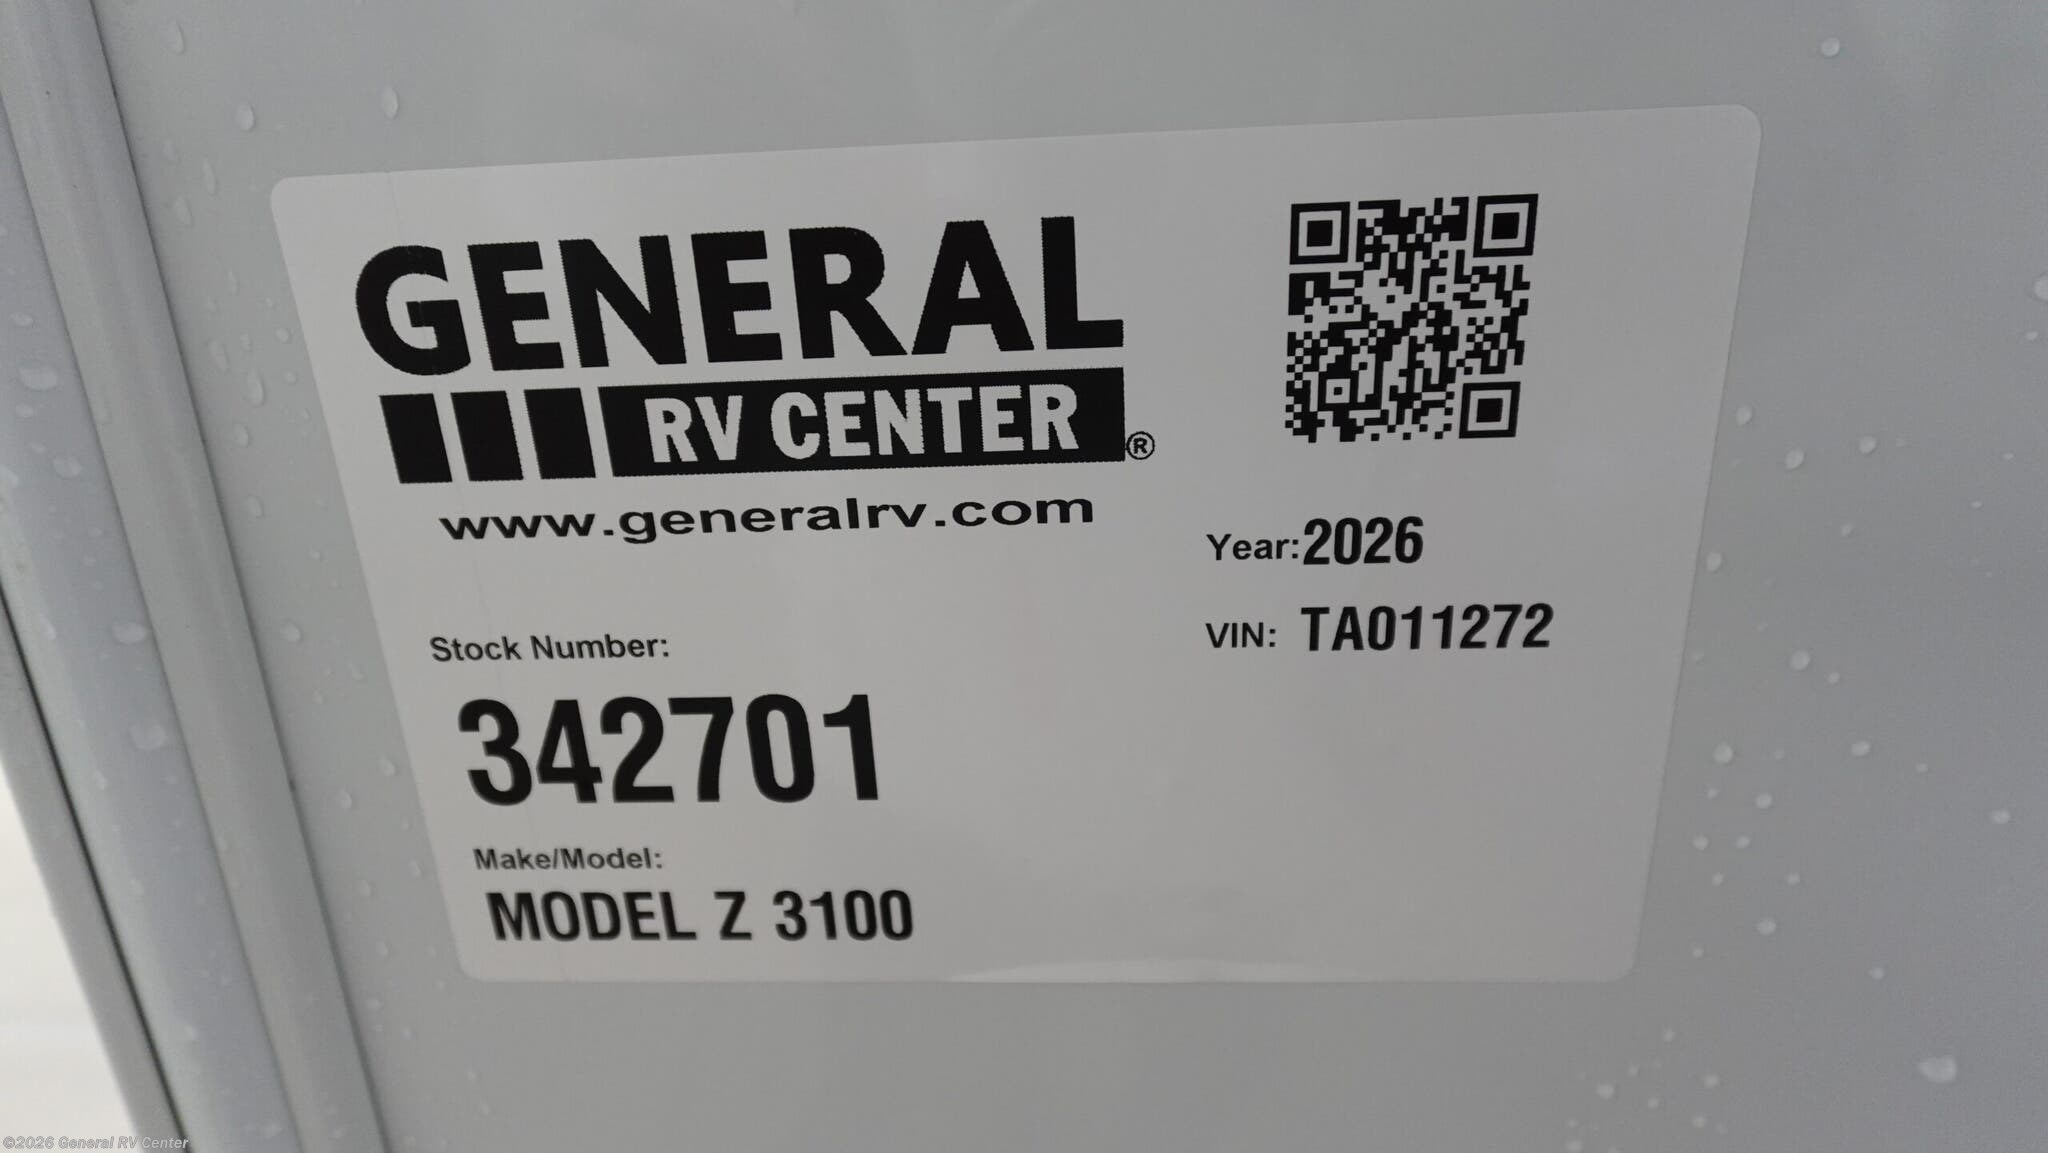 GENERAL
RV CENTER®
www.generalrv.com
Year: 2026
VIN: TA011272
Stock Number:
342701
Make/Model:
MODEL Z 3100
©2026 General RV Center